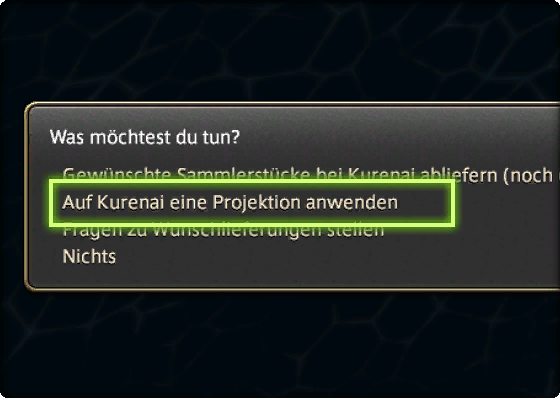 Was möchtest du tun?
Gewünschte Sammlerstücke bei Kurenai abliefern (noch
Auf Kurenai eine Projektion anwenden
Fragen zu Wunschlieferungen stellen
Nichts